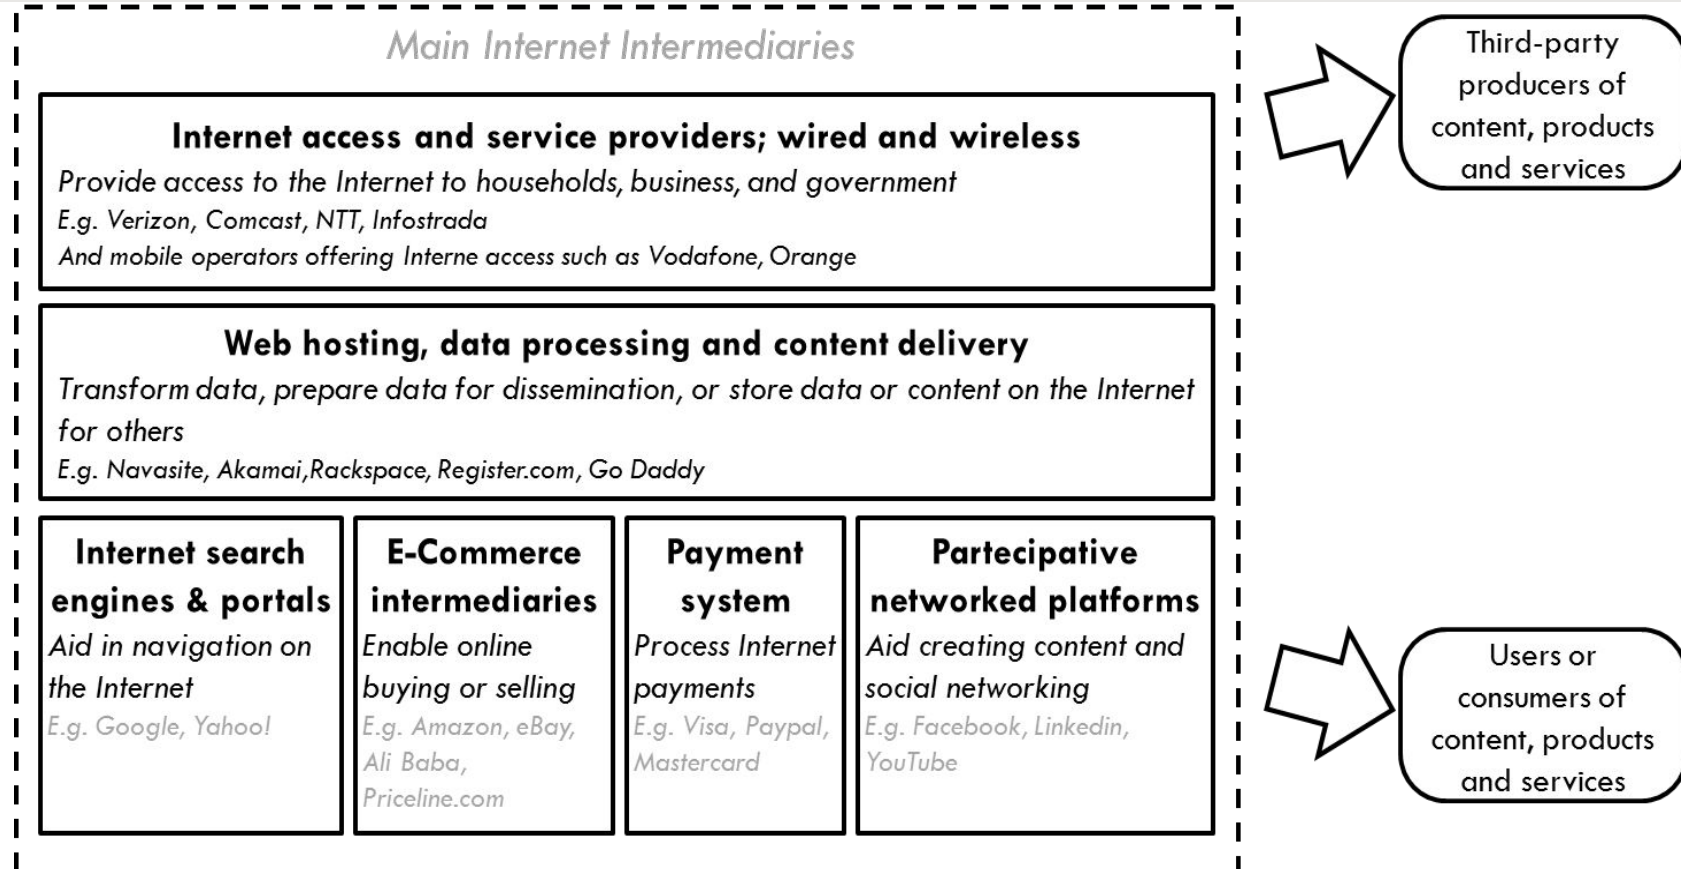 Main Internet Intermediaries
Internet access and service providers; wired and wireless
Provide access to the Internet to households, business, and government
E.g. Verizon, Comcast, NTT, Infostrada
And mobile operators offering Interne access such as Vodafone, Orange
Web hosting, data processing and content delivery
Transform data, prepare data for dissemination, or store data or content on the Internet
for others
E.g. Navasite, Akamai,Rackspace, Register.com, Go Daddy
Internet search
engines & portals
Aid in navigation on
the Internet
E.g. Google, Yahoo!
E-Commerce
intermediaries
Enable online
buying or selling
E.g. Amazon, eBay,
Ali Baba,
Priceline.com
Payment
system
Process Internet
payments
E.g. Visa, Paypal,
Mastercard
Partecipative
networked platforms
Aid creating content and
social networking
E.g. Facebook, Linkedin,
YouTube
Third-party
producers of
content, products
and services
Users or
consumers of
content, products
and services